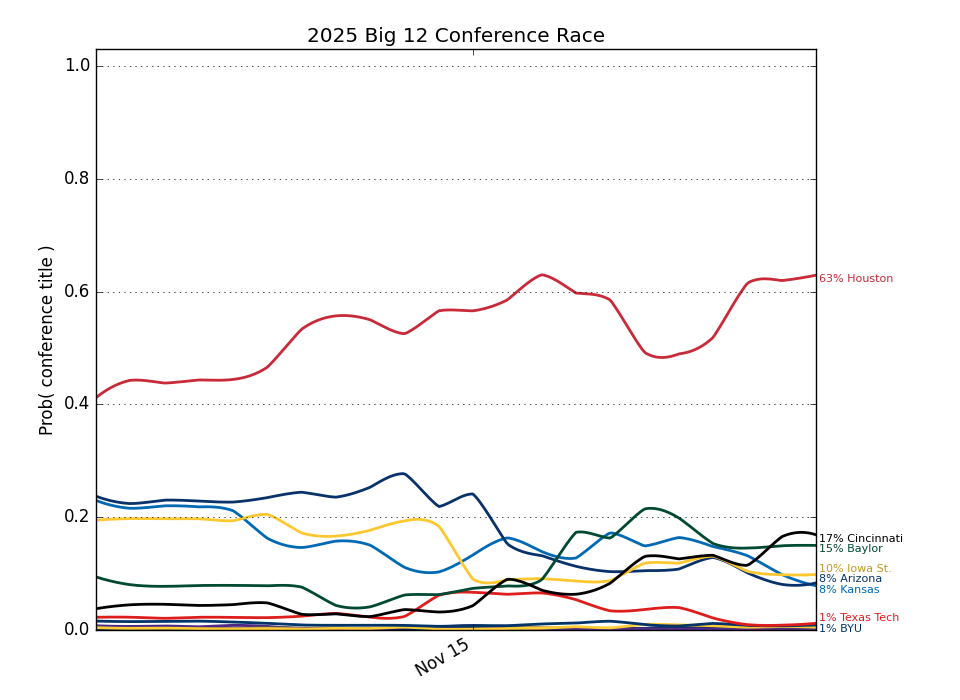 2025 Big 12 Conference Race
Prob( conference title )
1.0
0.8
0.6
0.4
0.2
0.0
Nov 15
63% Houston
17% Cincinnati
15% Baylor
10% Iowa St.
8% Arizona
8% Kansas
1% Texas Tech
1% BYU